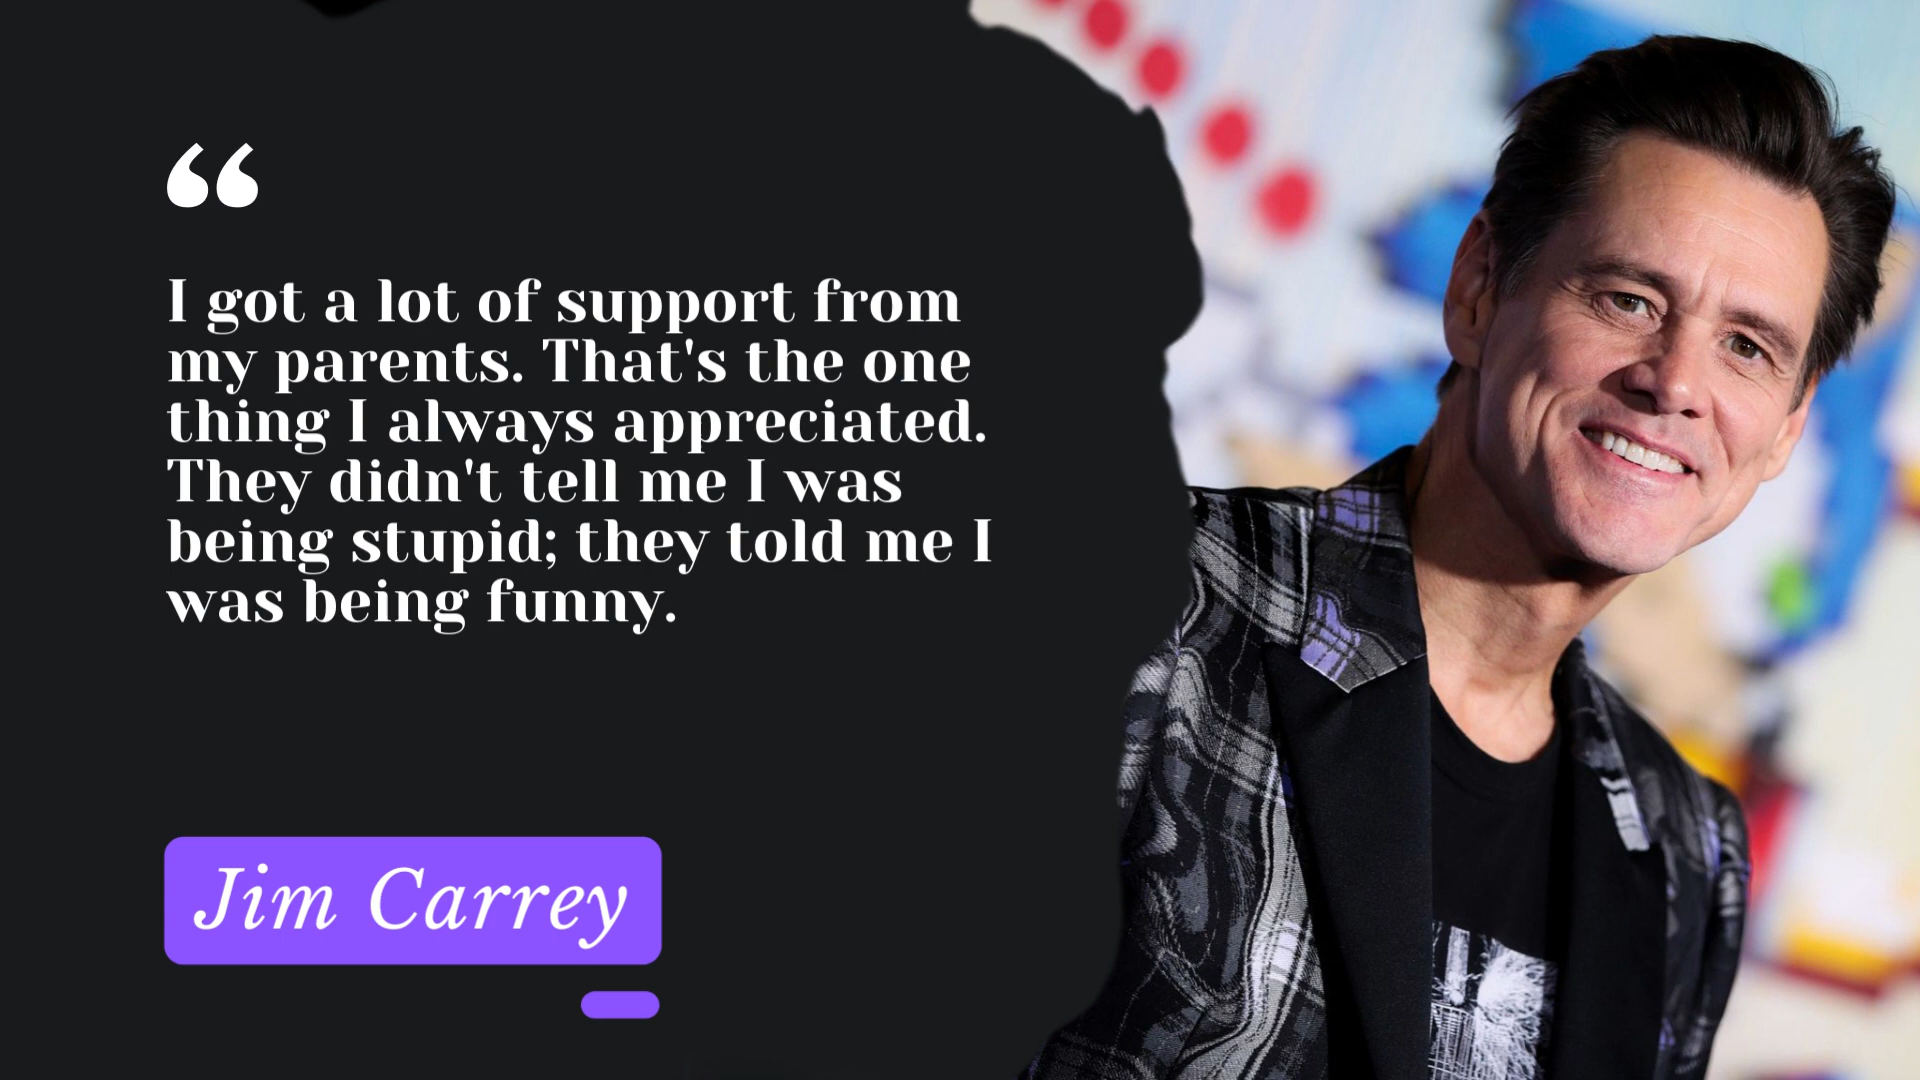 “
I got a lot of support from
my parents. That's the one
thing I always appreciated.
They didn't tell me I was
being stupid; they told me I
was being funny.
Jim Carrey